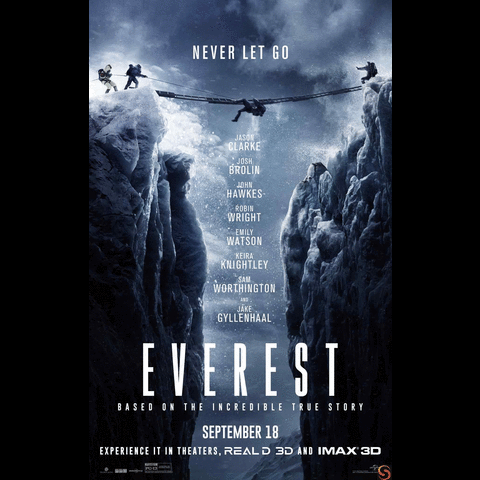 NEVER LET GO
JASON
CLARKE
JOSH
BROLIN
JOHN
HAWKES
ROBIN
WRIGHT
EMILY
WATSON
KEIRA
KNIGHTLEY
SAM
WORTHINGTON
AND
JAKE
GYLLENHAAL
EVEREST
BASED ON THE INCREDIBLE TRUE STORY
SEPTEMBER 18
EXPERIENCE IT IN THEATERS, REALD 3D AND IMAX 3D